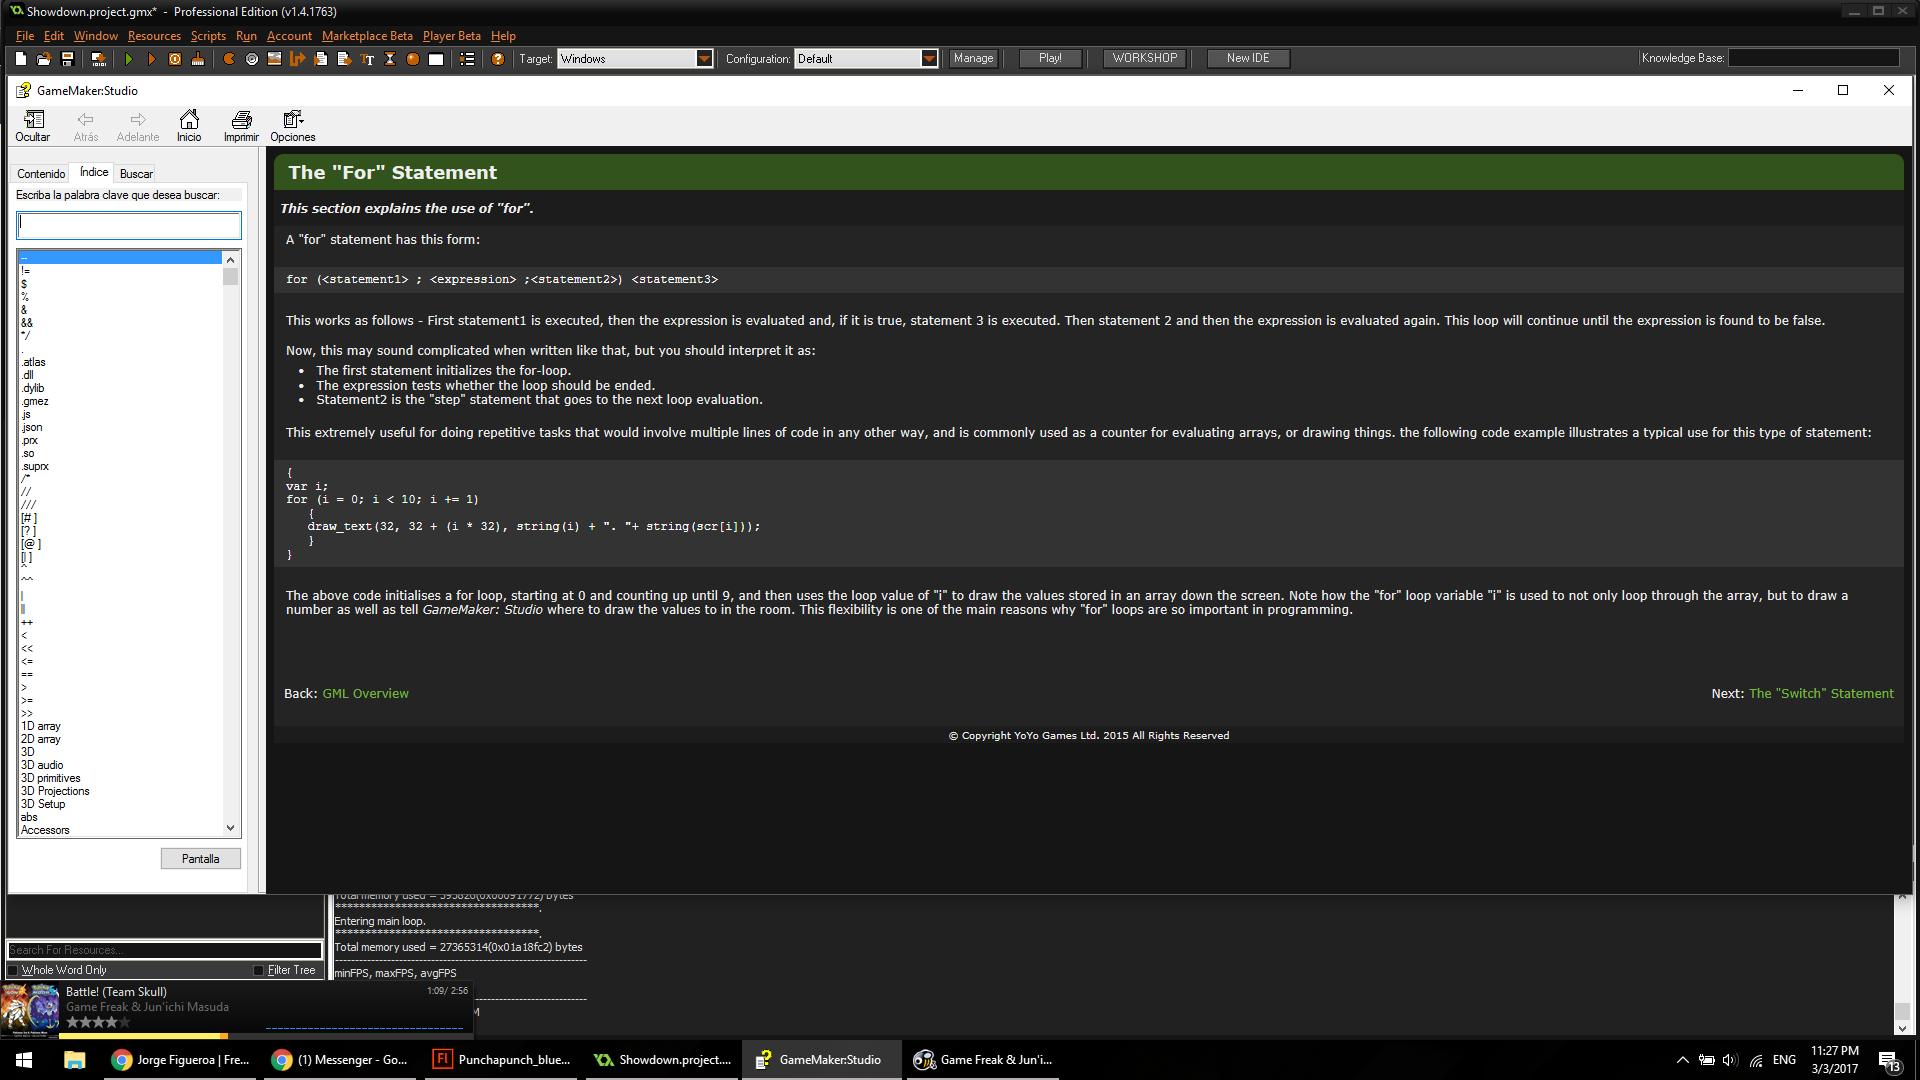 Showdown.project.gmx*  -  Professional Edition (v1.4.1763)
File Edit Window Resources Scripts Run Account Marketplace Beta Player Beta Help
Target: Windows Configuration: Default Manage Play! WORKSHOP New IDE Knowledge Base:
GameMaker:Studio
Ocultar Atrás Adelante Inicio Imprimir Opciones
Contenido Índice Buscar
Escriba la palabra clave que desea buscar:
--
!=
$
%
&
&&
*/
.
.atlas
.dll
.dylib
.gmez
.js
.json
.prx
.so
.suprx
/*
//
///
[# ]
[? ]
[@ ]
[| ]
^
^^
|
||
++
<
<<
<=
==
>
>=
>>
1D array
2D array
3D
3D audio
3D primitives
3D Projections
3D Setup
abs
Accessors
Pantalla
The "For" Statement
This section explains the use of "for".
A "for" statement has this form:
for (<statement1> ; <expression> ;<statement2>) <statement3>
This works as follows - First statement1 is executed, then the expression is evaluated and, if it is true, statement 3 is executed. Then statement 2 and then the expression is evaluated again. This loop will continue until the expression is found to be false.
Now, this may sound complicated when written like that, but you should interpret it as:
• The first statement initializes the for-loop.
• The expression tests whether the loop should be ended.
• Statement2 is the "step" statement that goes to the next loop evaluation.
This extremely useful for doing repetitive tasks that would involve multiple lines of code in any other way, and is commonly used as a counter for evaluating arrays, or drawing things. the following code example illustrates a typical use for this type of statement:
{
var i;
for (i = 0; i < 10; i += 1)
{
draw_text(32, 32 + (i * 32), string(i) + ". "+ string(scr[i]));
}
}
The above code initialises a for loop, starting at 0 and counting up until 9, and then uses the loop value of "i" to draw the values stored in an array down the screen. Note how the "for" loop variable "i" is used to not only loop through the array, but to draw a
number as well as tell GameMaker: Studio where to draw the values to in the room. This flexibility is one of the main reasons why "for" loops are so important in programming.
Back: GML Overview
Next: The "Switch" Statement
© Copyright YoYo Games Ltd. 2015 All Rights Reserved
Total memory used = 593826(0x00091772) bytes
***********************************.
Entering main loop.
***********************************.
Total memory used = 27365314(0x01a18fc2) bytes
minFPS, maxFPS, avgFPS
Search For Resources...
Whole Word Only Filter Tree
Battle! (Team Skull) 1:09/ 2:56
Game Freak & Jun'ichi Masuda
Jorge Figueroa | Fre...
(1) Messenger - Go...
Punchapunch_blue...
Showdown.project....
GameMaker:Studio
Game Freak & Jun'i...
ENG
11:27 PM
3/3/2017
13